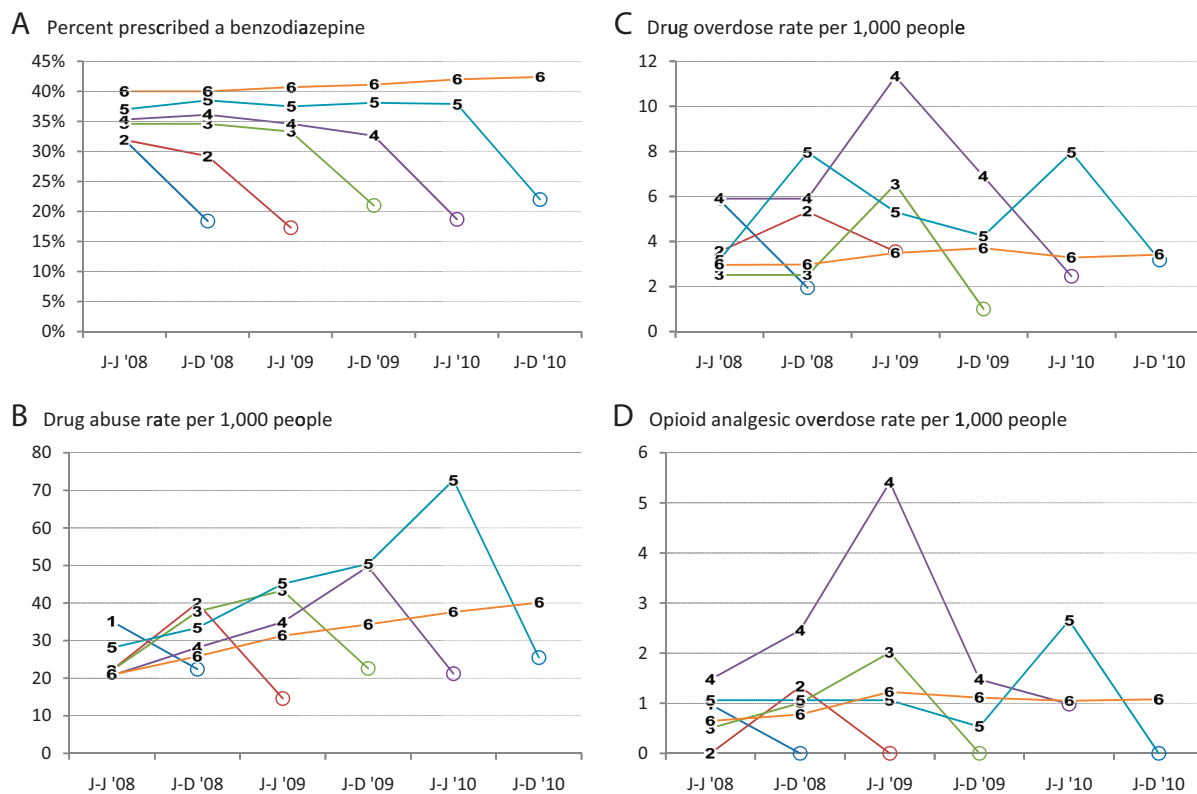 A Percent prescribed a benzodiazepine
45%
40%
35%
30%
25%
20%
15%
10%
5%
0%
6 6 6 6 6 6
5 5 5 5 5
4 4 4 4
3 3 3
2 2
J-J '08 J-D '08 J-J '09 J-D '09 J-J '10 J-D '10
C Drug overdose rate per 1,000 people
12
10
8
6
4
2
0
4 4 4 4
5 5 5 5
2 2
3 3 3
6 6 6 6 6 6
J-J '08 J-D '08 J-J '09 J-D '09 J-J '10 J-D '10
B Drug abuse rate per 1,000 people
80
70
60
50
40
30
20
10
0
1
5 5 5 5 5
2
3 3
4 4
6 6 6 6 6 6
J-J '08 J-D '08 J-J '09 J-D '09 J-J '10 J-D '10
D Opioid analgesic overdose rate per 1,000 people
6
5
4
3
2
1
0
4 4 4 4
5 5 5 5 5
6 6 6 6 6 6
3 3
2 2
J-J '08 J-D '08 J-J '09 J-D '09 J-J '10 J-D '10